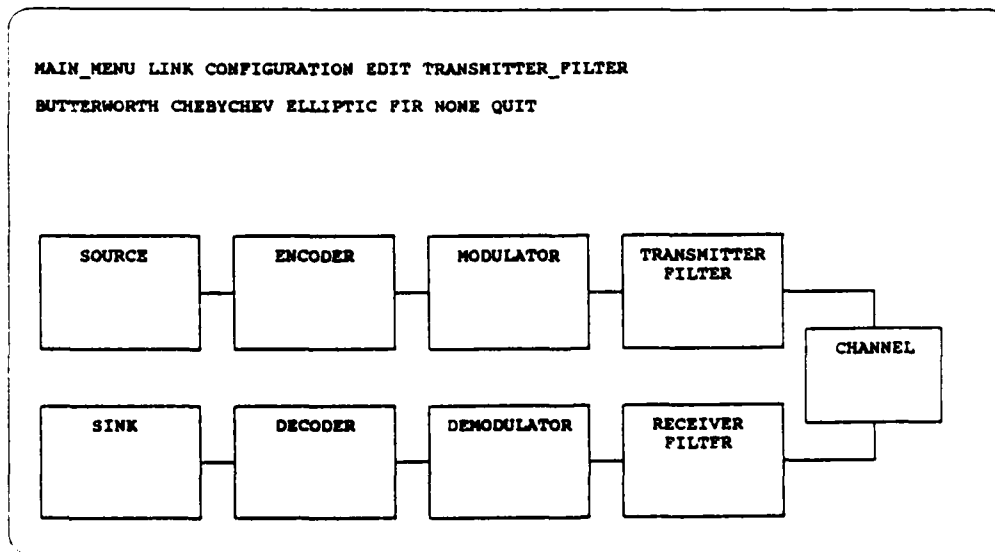 MAIN_MENU LINK CONFIGURATION EDIT TRANSMITTER_FILTER
BUTTERWORTH CHEBYCHEV ELLIPTIC FIR NONE QUIT
SOURCE
ENCODER
MODULATOR
TRANSMITTER
FILTER
CHANNEL
SINK
DECODER
DEMODULATOR
RECEIVER
FILTER